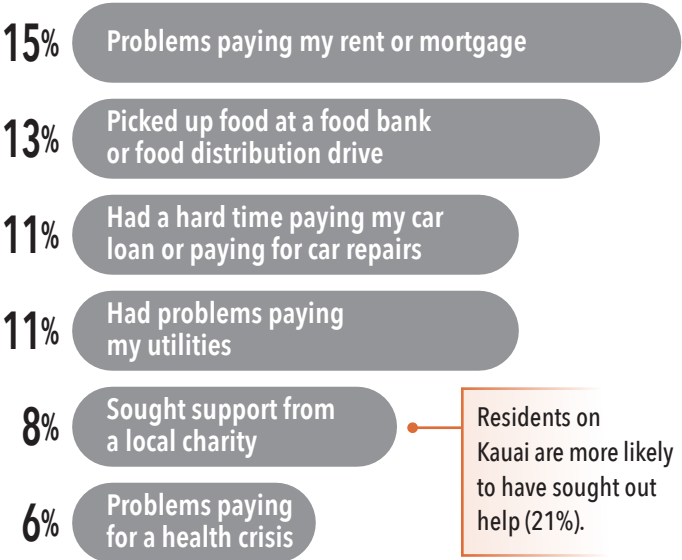 15% Problems paying my rent or mortgage
13% Picked up food at a food bank
or food distribution drive
11% Had a hard time paying my car
loan or paying for car repairs
11% Had problems paying
my utilities
8% Sought support from
a local charity
Residents on
Kauai are more likely
to have sought out
help (21%).
6% Problems paying
for a health crisis